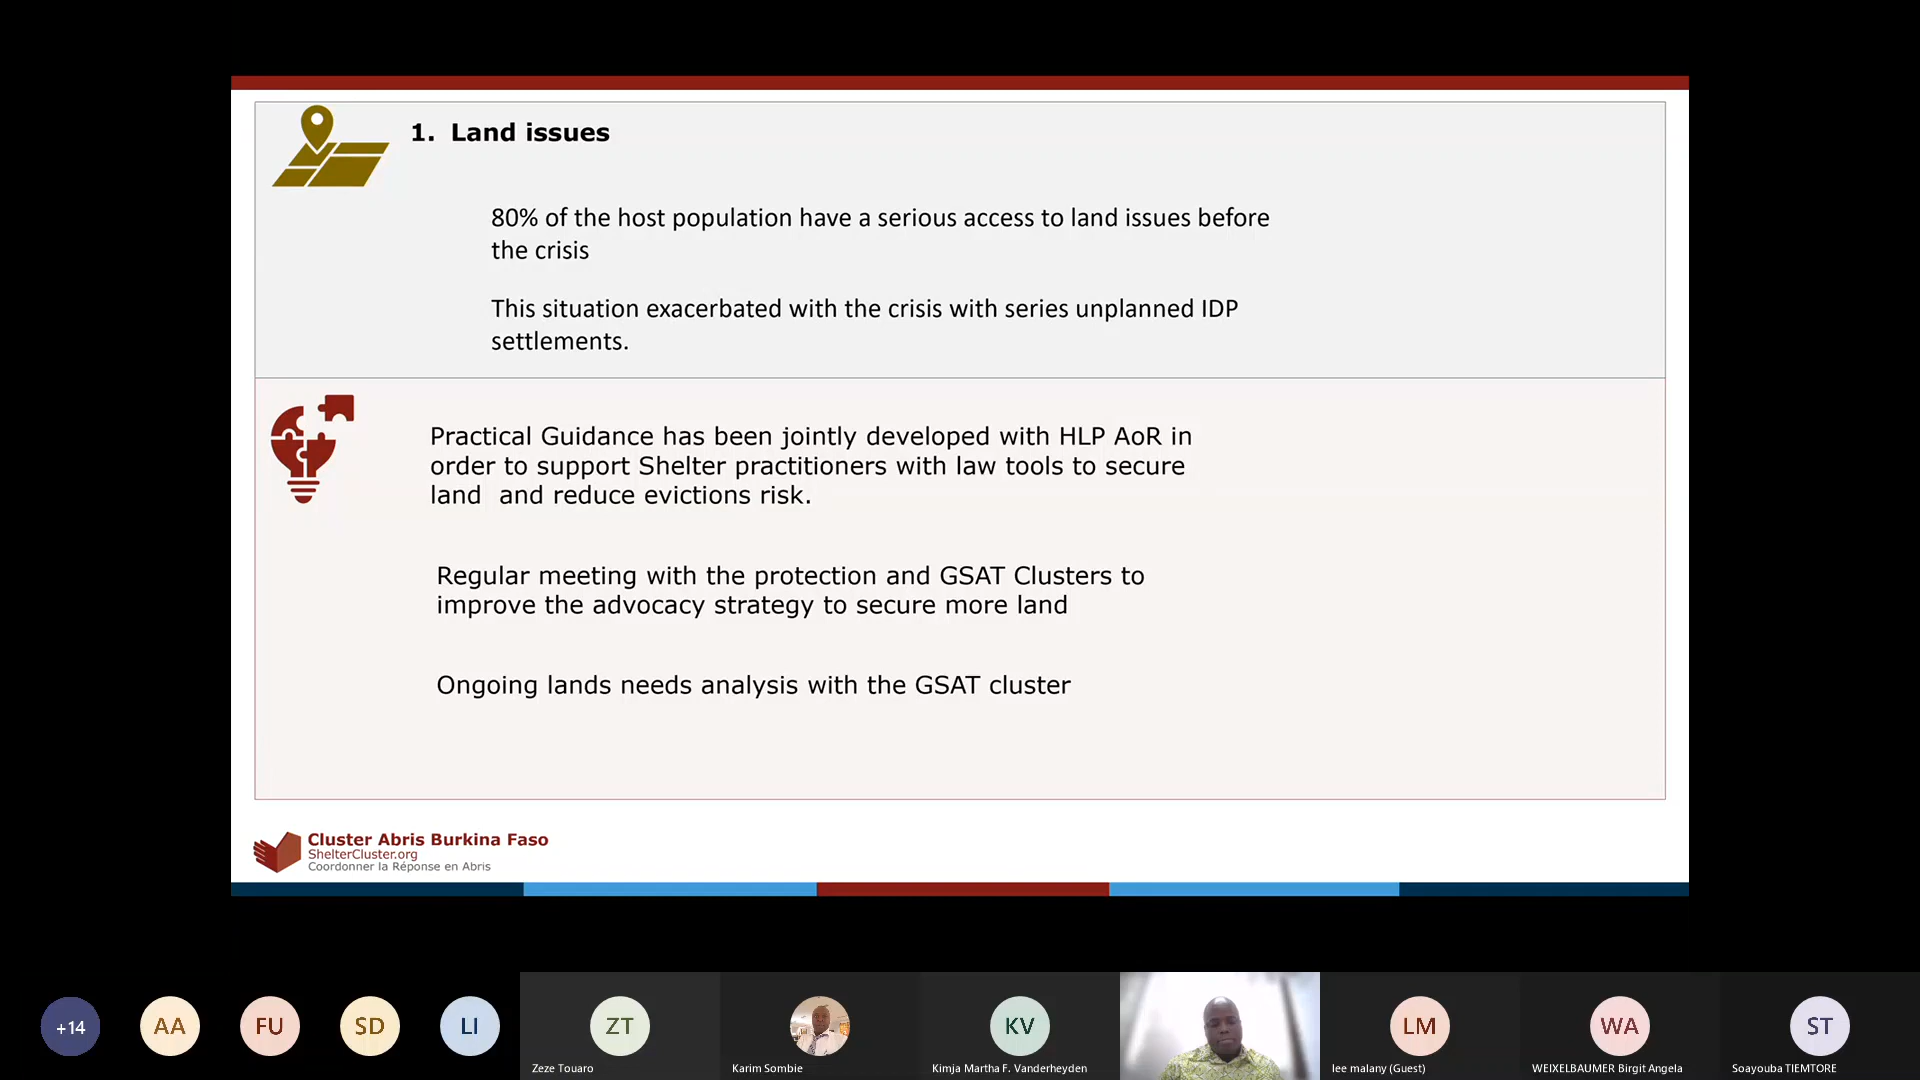 1. Land issues
80% of the host population have a serious access to land issues before
the crisis
This situation exacerbated with the crisis with series unplanned IDP
settlements.
Practical Guidance has been jointly developed with HLP AoR in
order to support Shelter practitioners with law tools to secure
land and reduce evictions risk.
Regular meeting with the protection and GSAT Clusters to
improve the advocacy strategy to secure more land
Ongoing lands needs analysis with the GSAT cluster
Cluster Abris Burkina Faso
ShelterCluster.org
Coordonner la Réponse en Abris
+14
AA
FU
SD
LI
ZT
KV
LM
WA
ST
Zeze Touaro
Karim Sombie
Kimja Martha F. Vanderheyden
lee malany (Guest)
WEIXELBAUMER Birgit Angela
Soayouba TIEMTORE